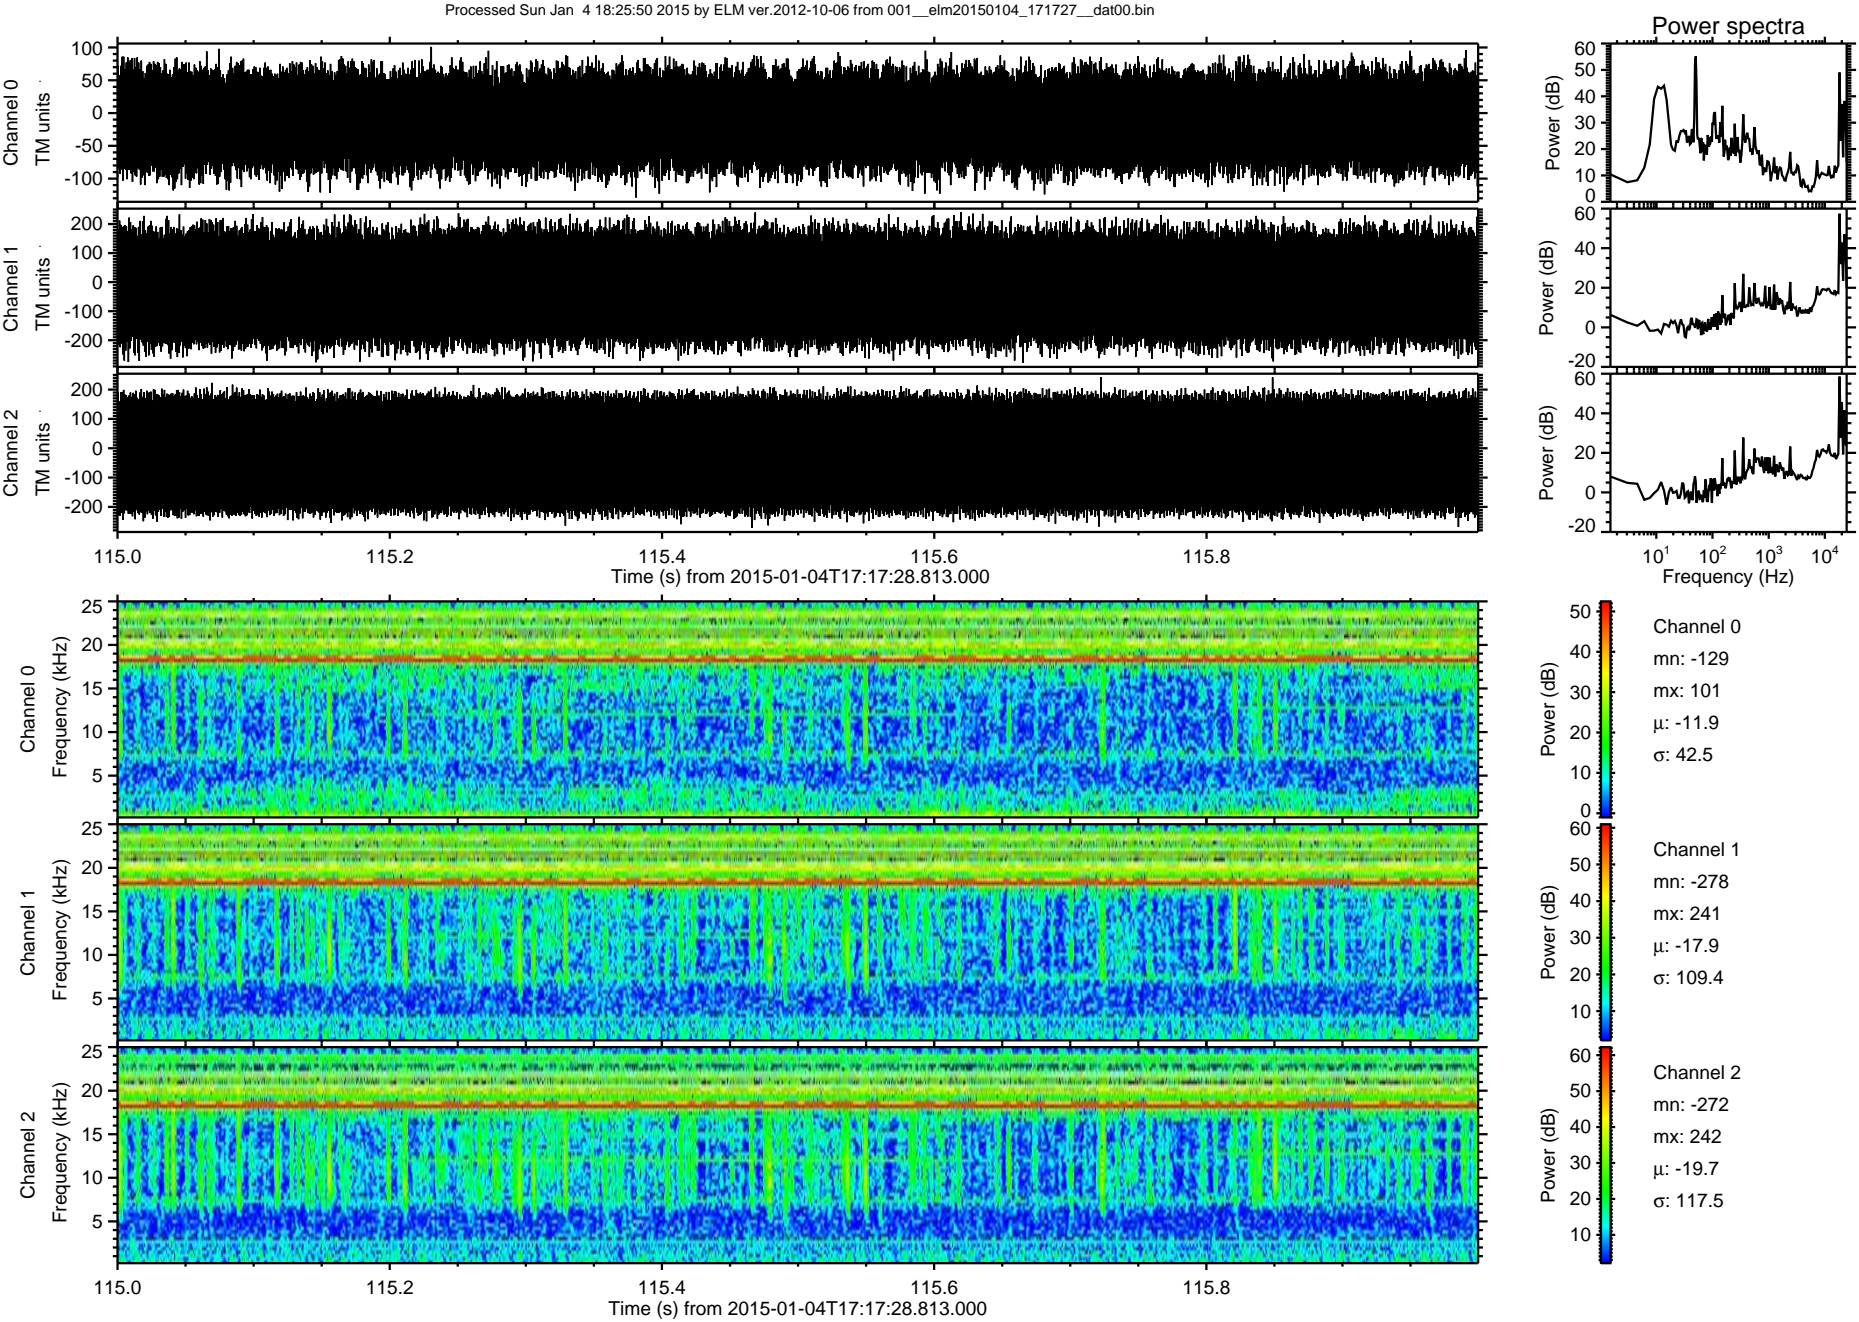 Processed Sun Jan  4 18:25:50 2015 by ELM ver.2012-10-06 from 001__elm20150104_171727__dat00.bin
Power spectra
Channel 0
TM units
100
50
0
-50
-100
Power (dB)
60
50
40
30
20
10
0
Channel 1
TM units
200
100
0
-100
-200
Power (dB)
60
40
20
0
-20
Channel 2
TM units
200
100
0
-100
-200
Power (dB)
60
40
20
0
-20
115.0 115.2 115.4 115.6 115.8
Time (s) from 2015-01-04T17:17:28.813.000
10¹ 10² 10³ 10⁴
Frequency (Hz)
Channel 0
Frequency (kHz)
25
20
15
10
5
Power (dB)
50
40
30
20
10
0
Channel 0
mn: -129
mx: 101
μ: -11.9
σ: 42.5
Channel 1
Frequency (kHz)
25
20
15
10
5
Power (dB)
60
50
40
30
20
10
Channel 1
mn: -278
mx: 241
μ: -17.9
σ: 109.4
Channel 2
Frequency (kHz)
25
20
15
10
5
Power (dB)
60
50
40
30
20
10
Channel 2
mn: -272
mx: 242
μ: -19.7
σ: 117.5
115.0 115.2 115.4 115.6 115.8
Time (s) from 2015-01-04T17:17:28.813.000